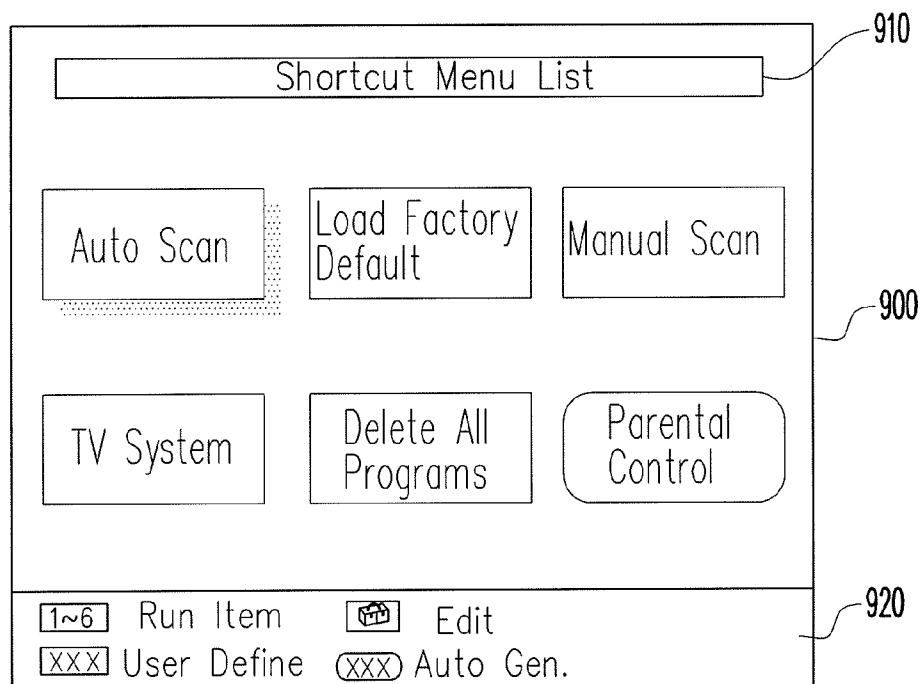 910
Shortcut Menu List
Auto Scan
Load Factory
Default
Manual Scan
900
TV System
Delete All
Programs
Parental
Control
920
1~6 Run Item Edit
XXX User Define XXX Auto Gen.